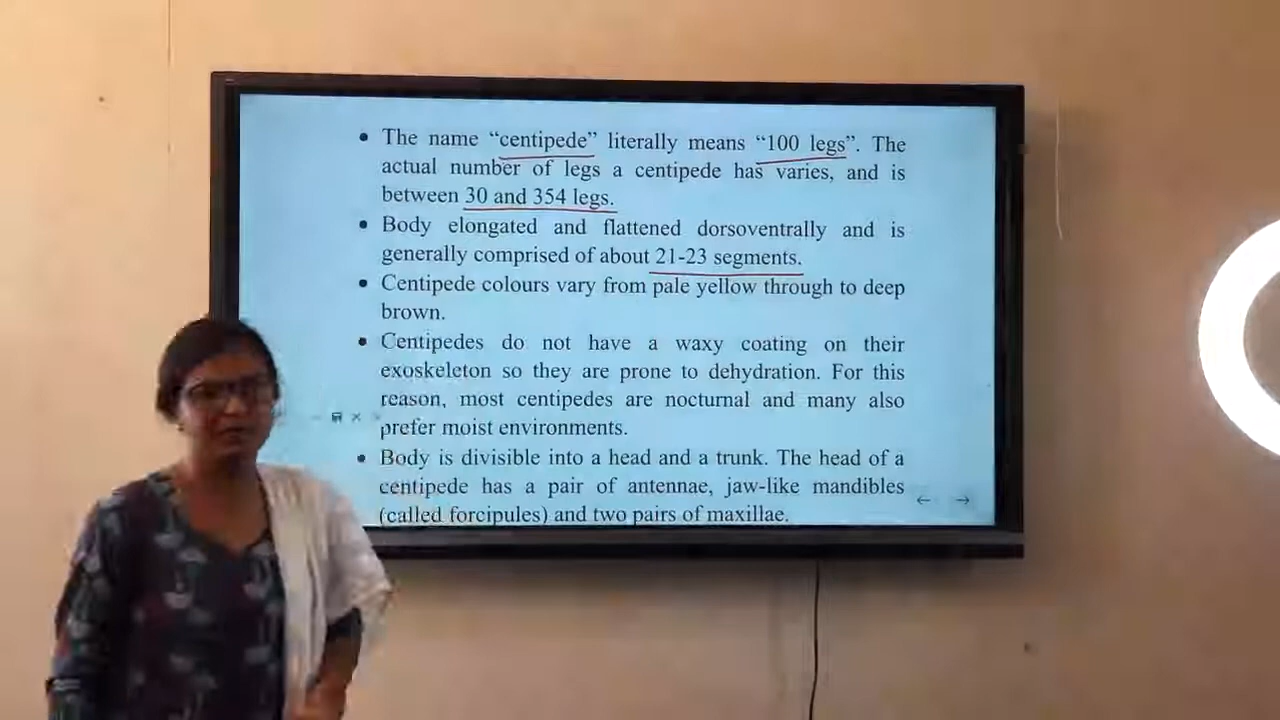 • The name “centipede” literally means “100 legs”. The
actual number of legs a centipede has varies, and is
between 30 and 354 legs.
• Body elongated and flattened dorsoventrally and is
generally comprised of about 21-23 segments.
• Centipede colours vary from pale yellow through to deep
brown.
• Centipedes do not have a waxy coating on their
exoskeleton so they are prone to dehydration. For this
reason, most centipedes are nocturnal and many also
prefer moist environments.
• Body is divisible into a head and a trunk. The head of a
centipede has a pair of antennae, jaw-like mandibles
(called forcipules) and two pairs of maxillae.